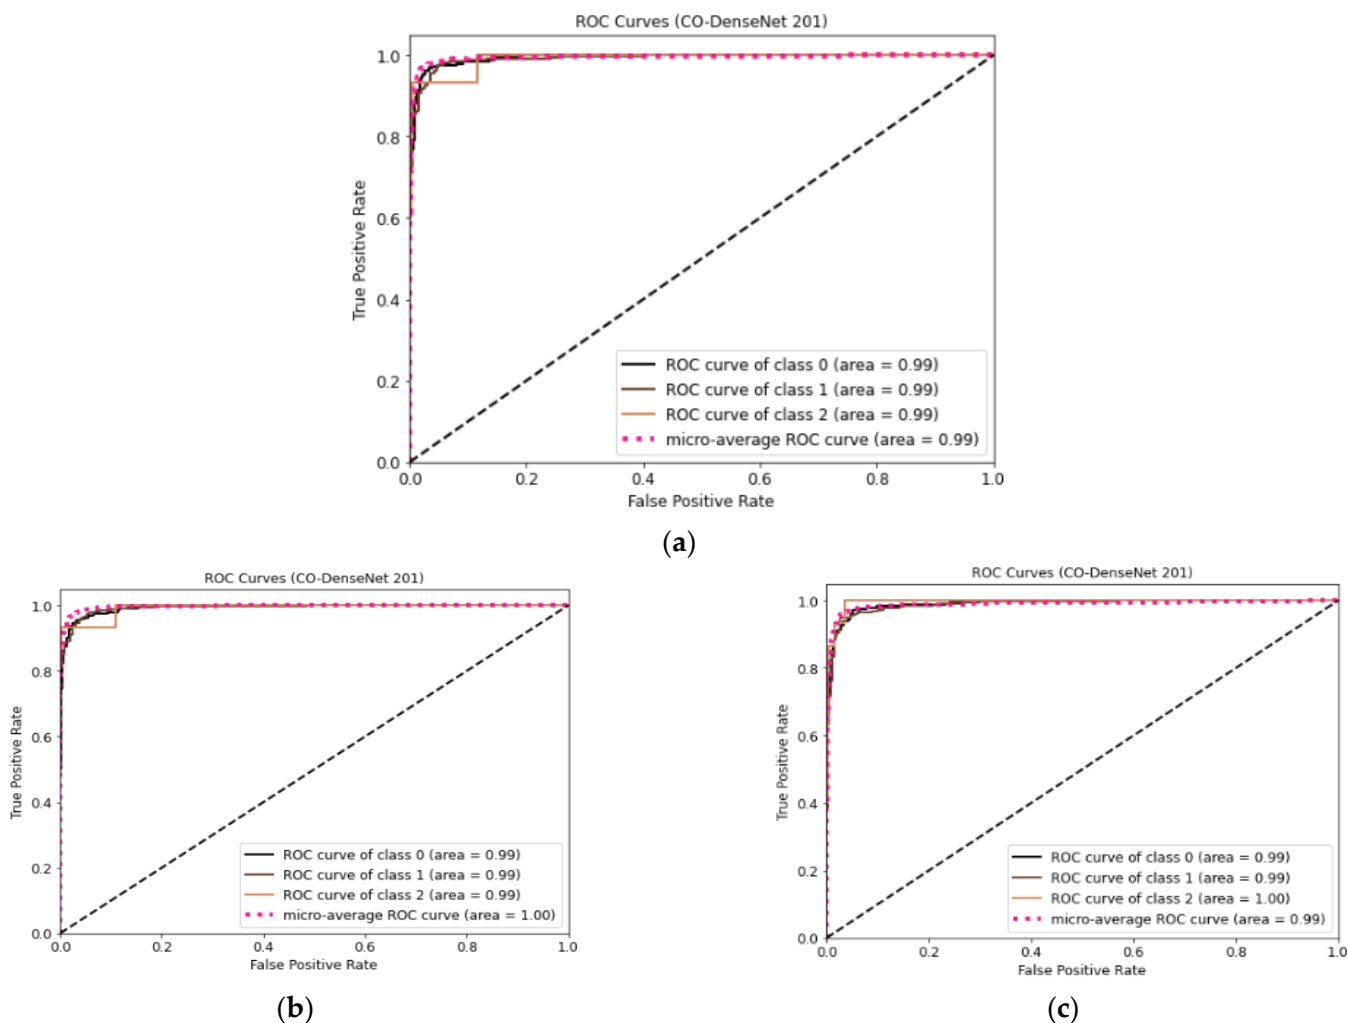 ROC Curves (CO-DenseNet 201)
1.0
0.8
0.6
0.4
0.2
0.0
True Positive Rate
ROC curve of class 0 (area = 0.99)
ROC curve of class 1 (area = 0.99)
ROC curve of class 2 (area = 0.99)
micro-average ROC curve (area = 0.99)
0.0 0.2 0.4 0.6 0.8 1.0
False Positive Rate
(a)
ROC Curves (CO-DenseNet 201)
1.0
0.8
0.6
0.4
0.2
0.0
True Positive Rate
ROC curve of class 0 (area = 0.99)
ROC curve of class 1 (area = 0.99)
ROC curve of class 2 (area = 0.99)
micro-average ROC curve (area = 1.00)
0.0 0.2 0.4 0.6 0.8 1.0
False Positive Rate
(b)
ROC Curves (CO-DenseNet 201)
1.0
0.8
0.6
0.4
0.2
0.0
True Positive Rate
ROC curve of class 0 (area = 0.99)
ROC curve of class 1 (area = 0.99)
ROC curve of class 2 (area = 1.00)
micro-average ROC curve (area = 0.99)
0.0 0.2 0.4 0.6 0.8 1.0
False Positive Rate
(c)